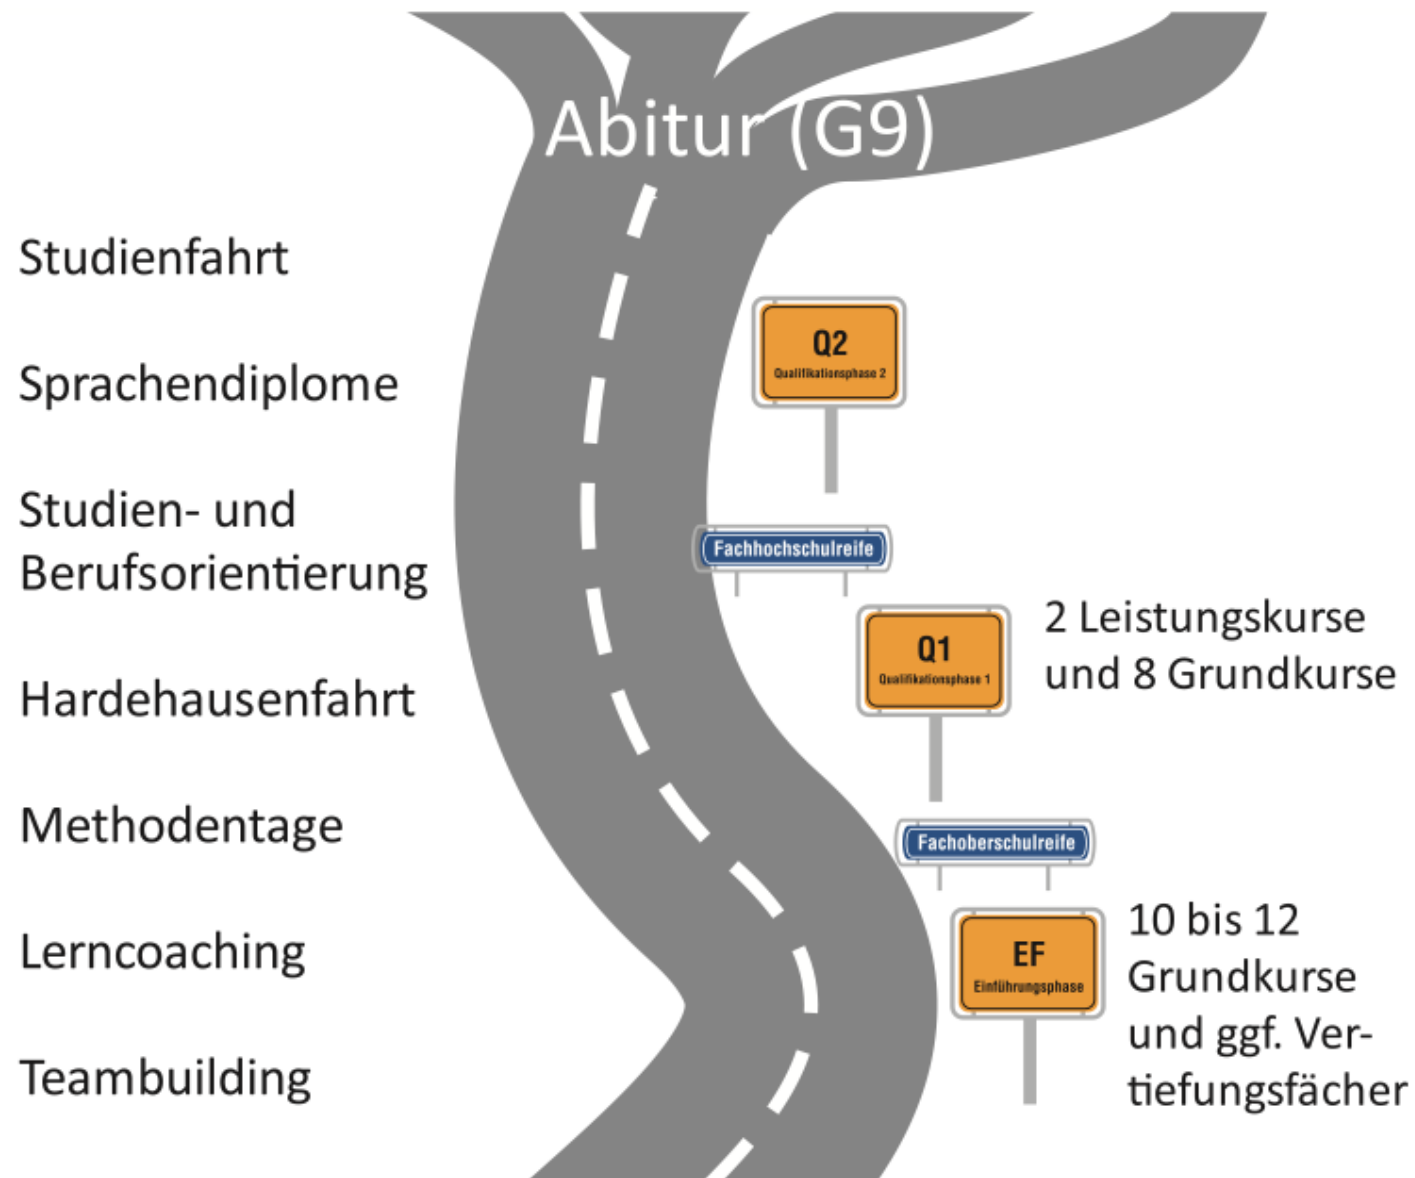 Abitur (G9)
Studienfahrt
Q2
Qualifikationsphase 2
Sprachendiplome
Studien- und
Berufsorientierung
Fachhochschulreife
Q1
Qualifikationsphase 1
2 Leistungskurse
und 8 Grundkurse
Hardehausenfahrt
Methodentage
Fachoberschulreife
Lerncoaching
EF
Einführungsphase
10 bis 12
Grundkurse
und ggf. Ver-
tiefungsfächer
Teambuilding